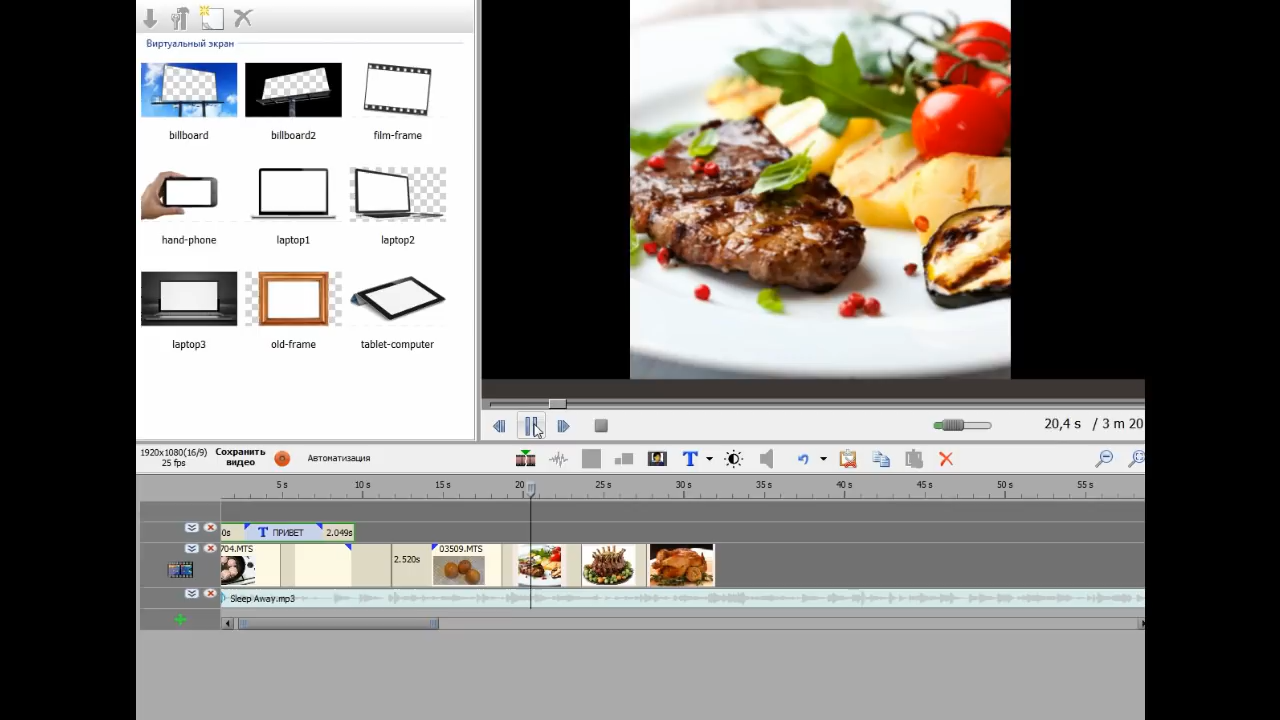 Виртуальный экран
billboard
billboard2
film-frame
hand-phone
laptop1
laptop2
laptop3
old-frame
tablet-computer
20,4 s / 3 m 20
1920x1080(16/9)
25 fps
Сохранить
видео
Автоматизация
5 s
10 s
15 s
20
25 s
30 s
35 s
40 s
45 s
50 s
55 s
0s
T ПРИВЕТ
2.049s
704.MTS
2.520s
03509.MTS
Sleep Away.mp3